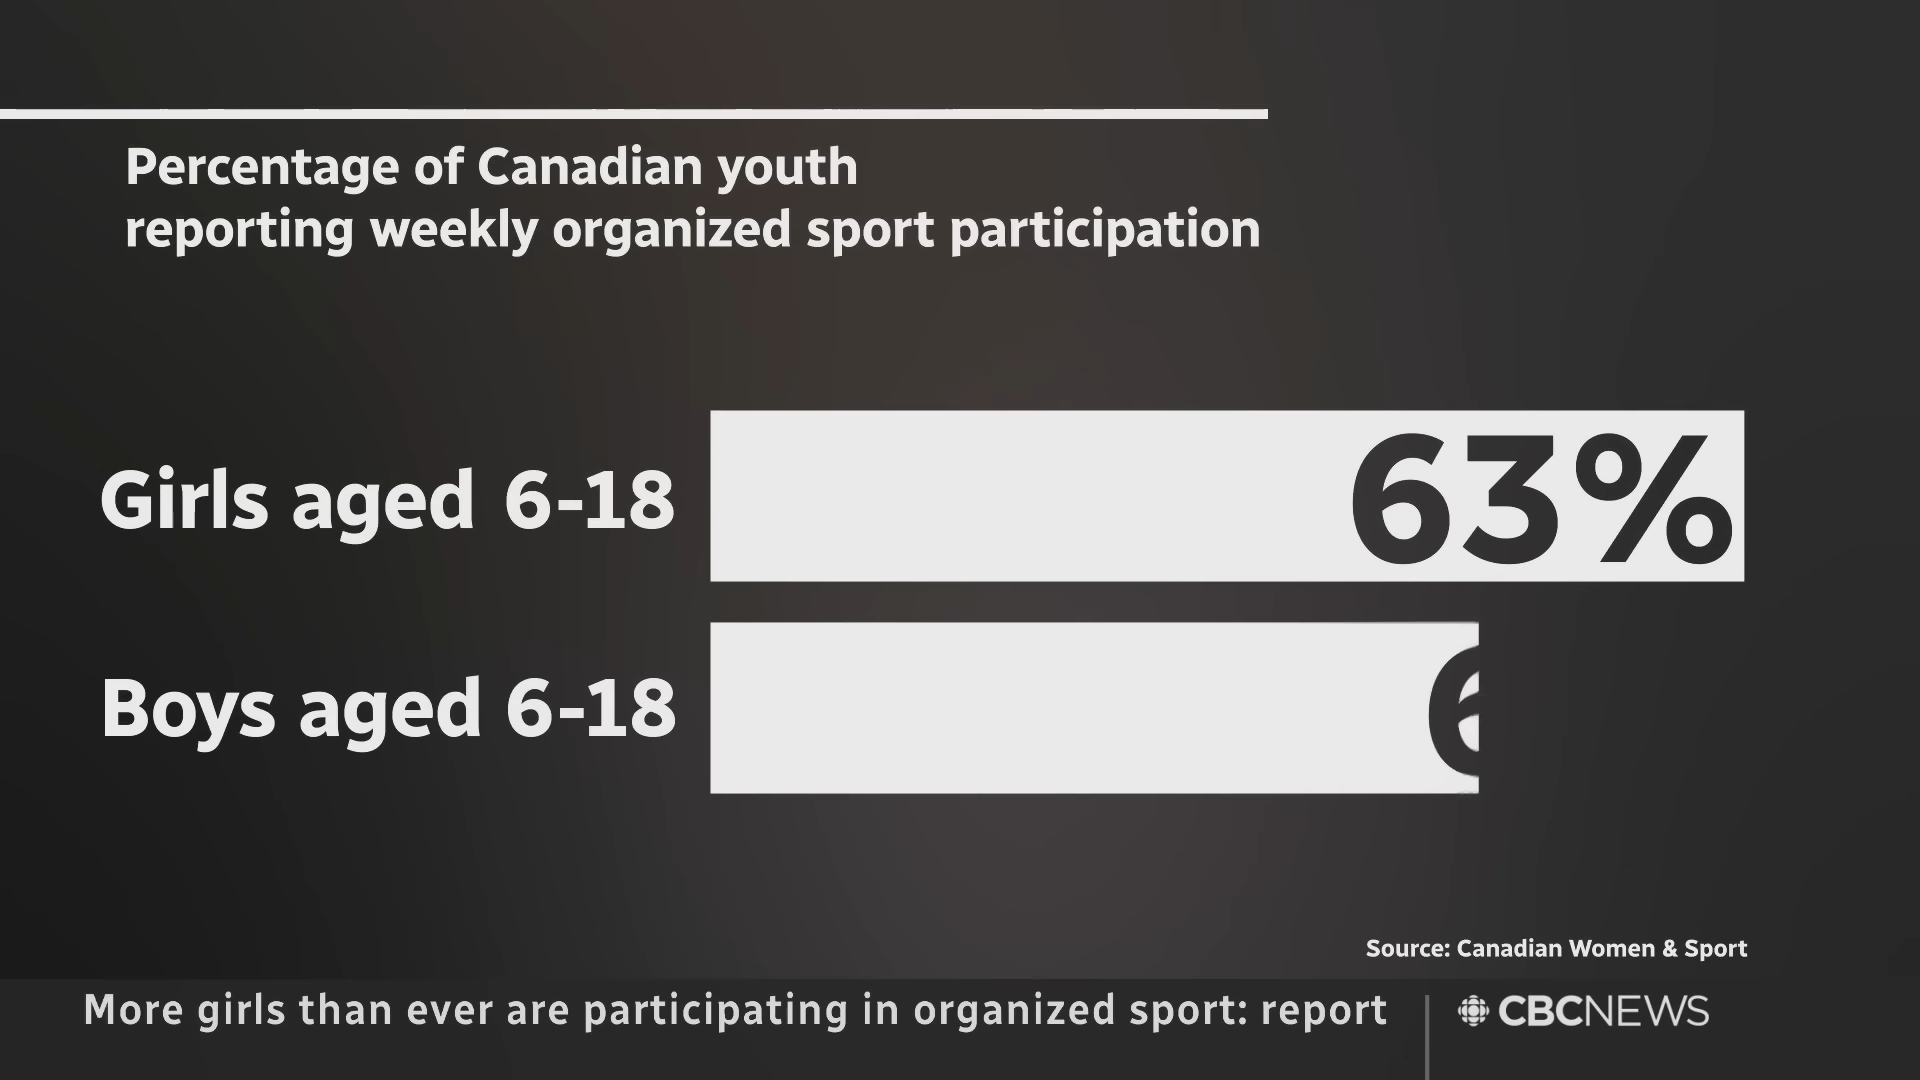 Percentage of Canadian youth
reporting weekly organized sport participation
Girls aged 6-18
63%
Boys aged 6-18
6
Source: Canadian Women & Sport
More girls than ever are participating in organized sport: report
CBCNEWS